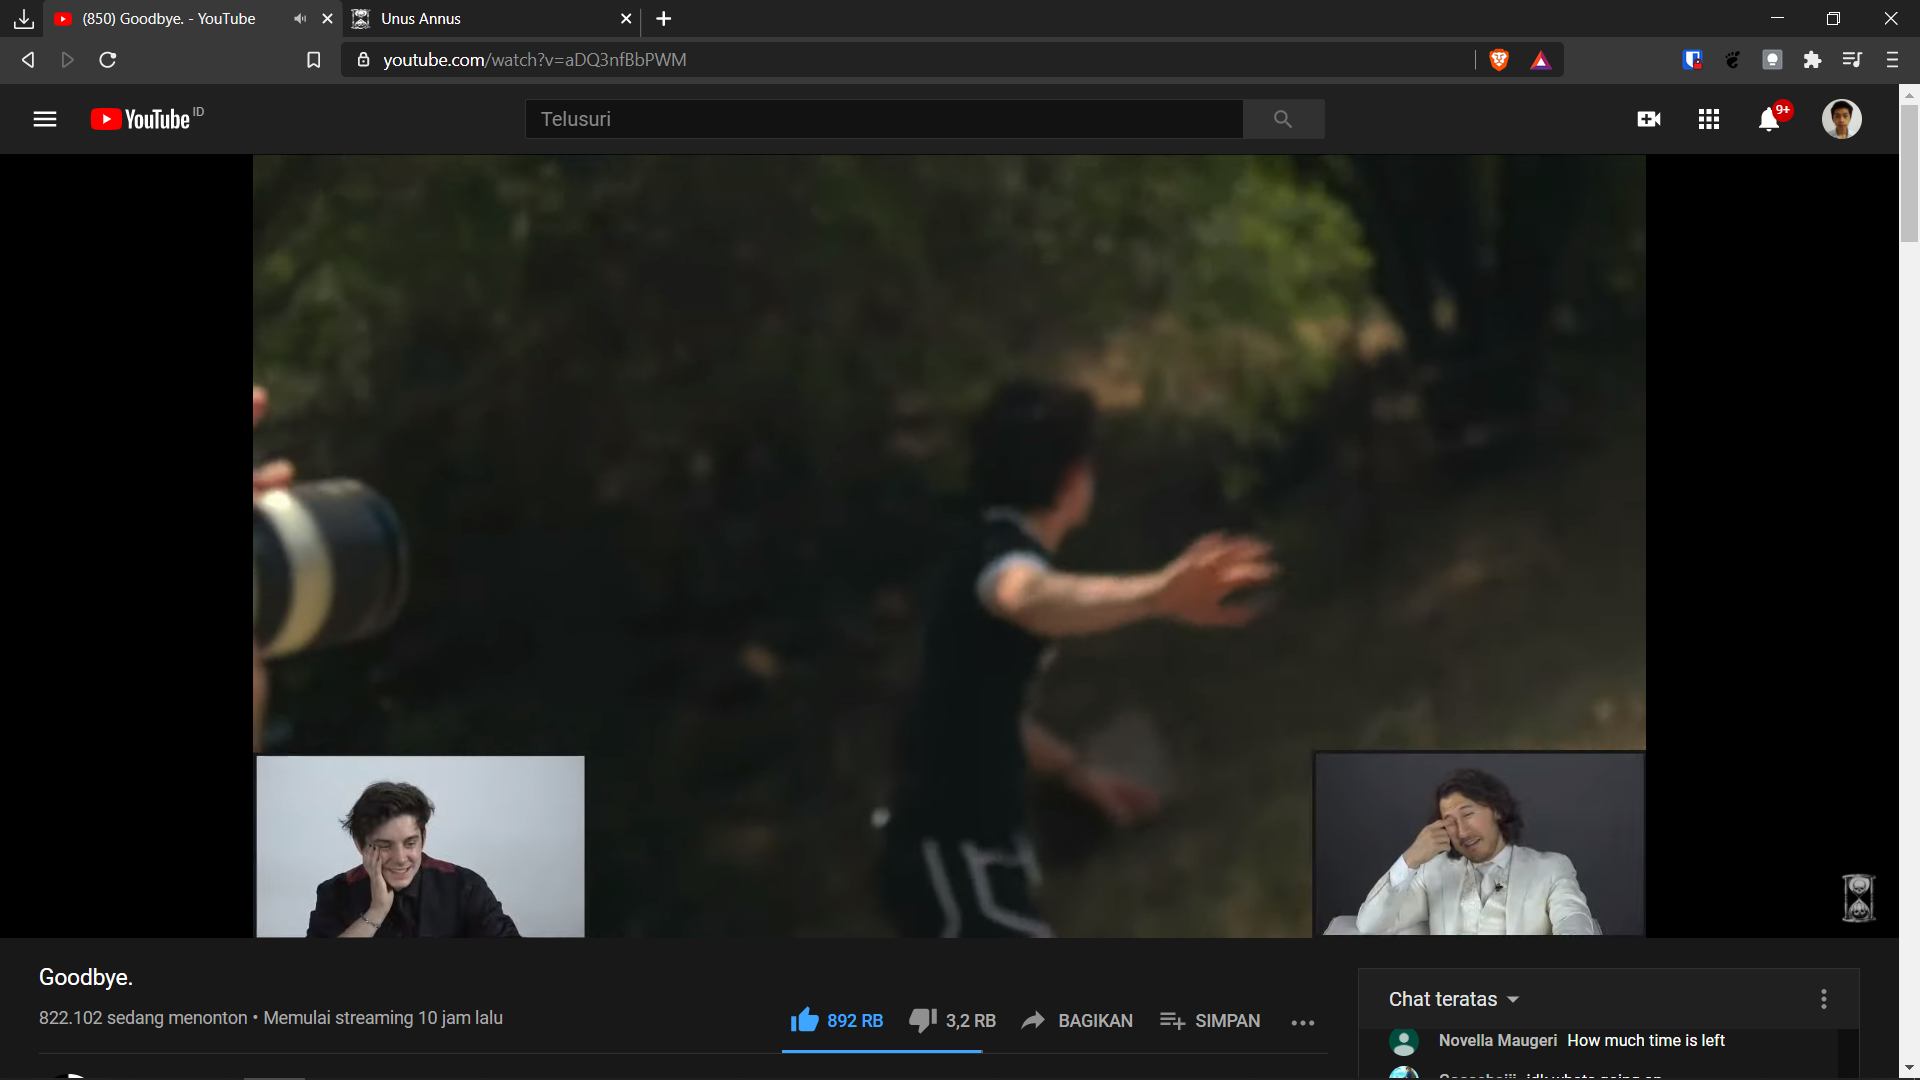 (850) Goodbye. - YouTube
Unus Annus
youtube.com/watch?v=aDQ3nfBbPWM
YouTube ID
Telusuri
9+
Goodbye.
822.102 sedang menonton • Memulai streaming 10 jam lalu
892 RB
3,2 RB
BAGIKAN
SIMPAN
Chat teratas
Novella Maugeri How much time is left